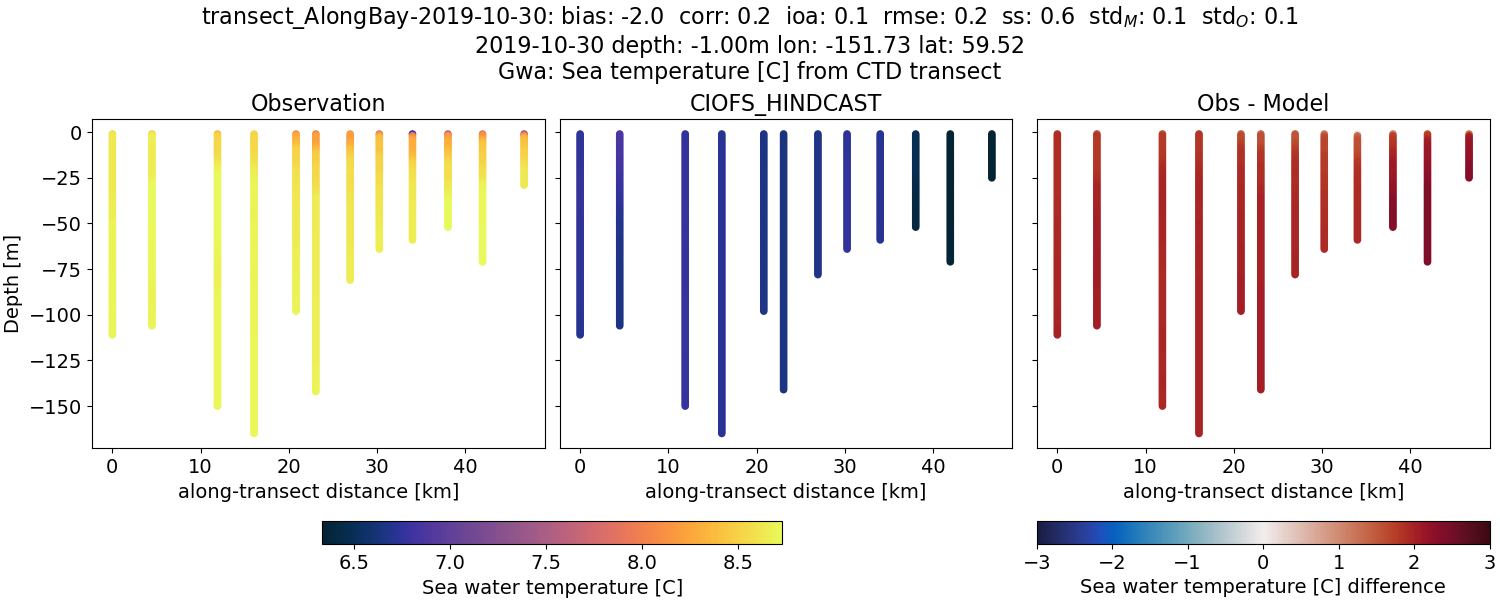 transect_AlongBay-2019-10-30: bias: -2.0 corr: 0.2 ioa: 0.1 rmse: 0.2 ss: 0.6 std_M: 0.1 std_O: 0.1
2019-10-30 depth: -1.00m lon: -151.73 lat: 59.52
Gwa: Sea temperature [C] from CTD transect
Observation
CIOFS_HINDCAST
Obs - Model
Depth [m]
0
−25
−50
−75
−100
−125
−150
0 10 20 30 40
along-transect distance [km]
0 10 20 30 40
along-transect distance [km]
0 10 20 30 40
along-transect distance [km]
6.5 7.0 7.5 8.0 8.5
Sea water temperature [C]
−3 −2 −1 0 1 2 3
Sea water temperature [C] difference